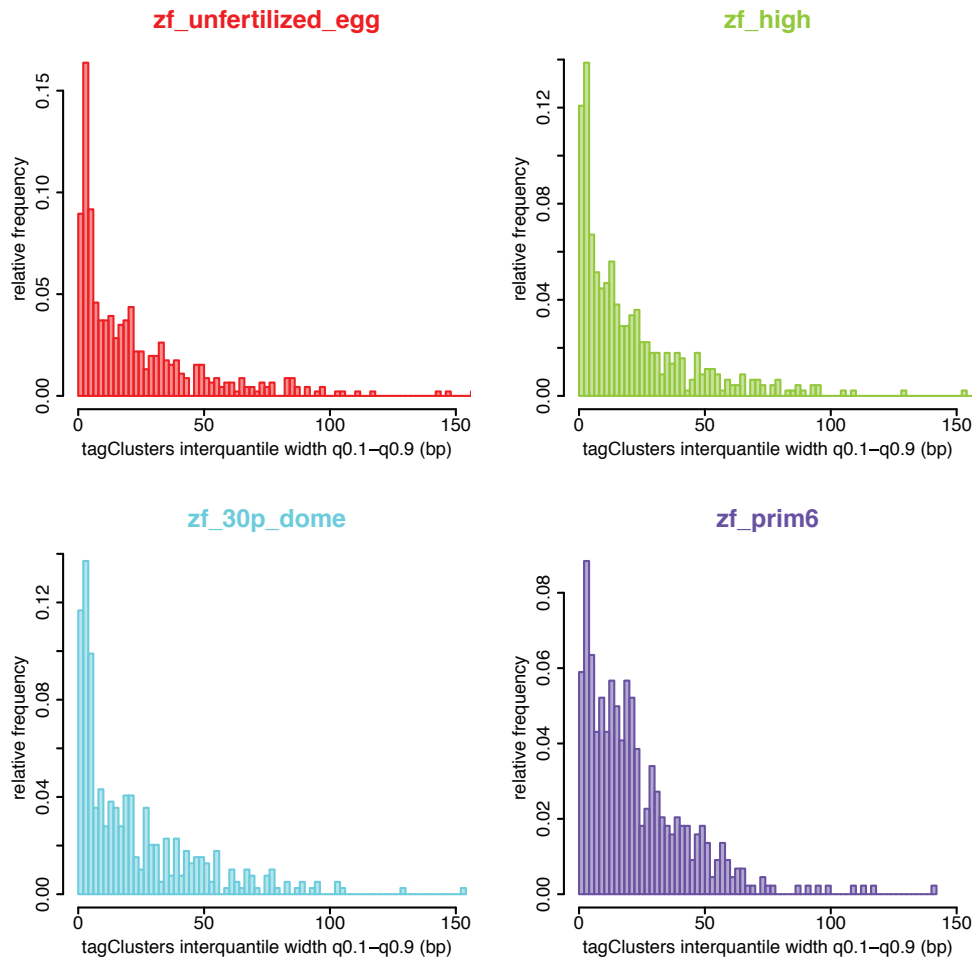 zf_unfertilized_egg
relative frequency
0.00 0.05 0.10 0.15
0 50 100 150
tagClusters interquantile width q0.1–q0.9 (bp)
zf_high
relative frequency
0.00 0.04 0.08 0.12
0 50 100 150
tagClusters interquantile width q0.1–q0.9 (bp)
zf_30p_dome
relative frequency
0.00 0.04 0.08 0.12
0 50 100 150
tagClusters interquantile width q0.1–q0.9 (bp)
zf_prim6
relative frequency
0.00 0.02 0.04 0.06 0.08
0 50 100 150
tagClusters interquantile width q0.1–q0.9 (bp)